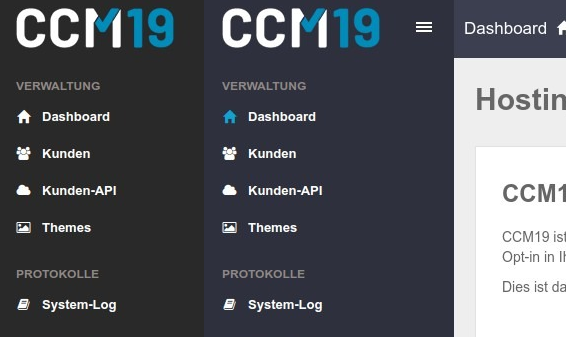 CCM19
VERWALTUNG
Dashboard
Kunden
Kunden-API
Themes
PROTOKOLLE
System-Log
CCM19
VERWALTUNG
Dashboard
Kunden
Kunden-API
Themes
PROTOKOLLE
System-Log
Dashboard
Hostin
CCM1
CCM19 ist
Opt-in in Ih
Dies ist da